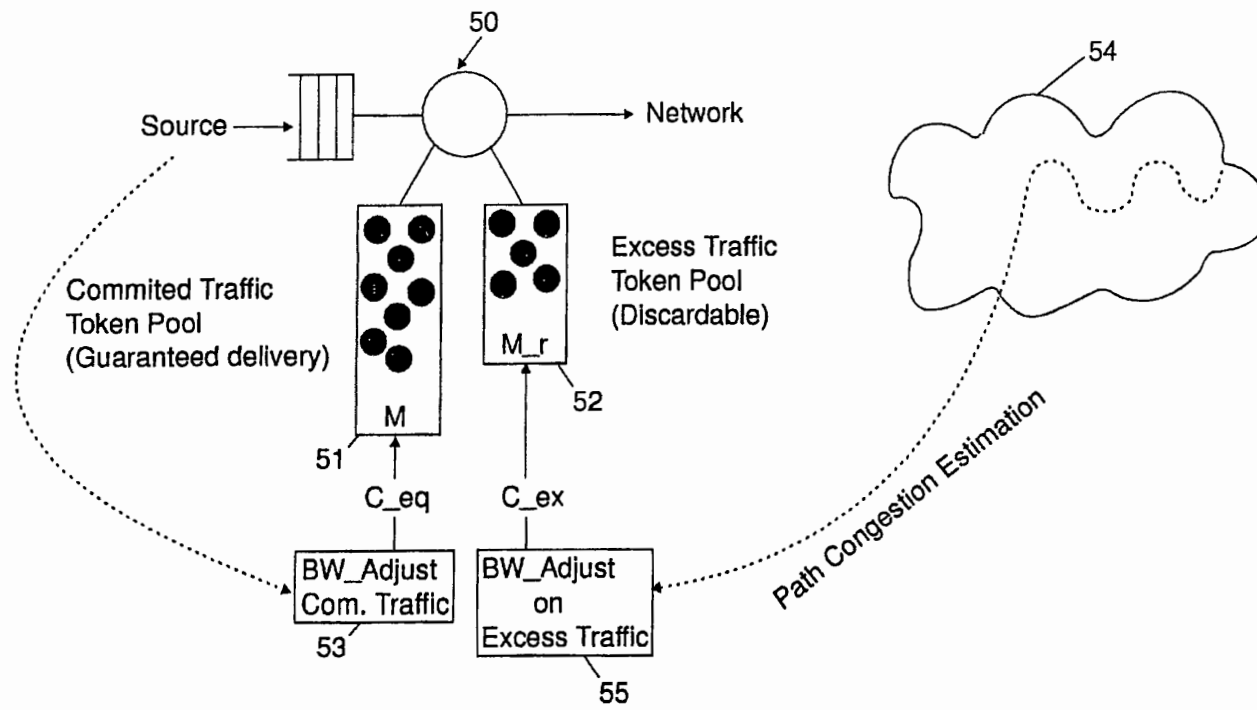 50
54
Source
Network
Commited Traffic
Token Pool
(Guaranteed delivery)
Excess Traffic
Token Pool
(Discardable)
M_r
M
52
51
C_eq
C_ex
Path Congestion Estimation
BW_Adjust
Com. Traffic
BW_Adjust
on
Excess Traffic
53
55